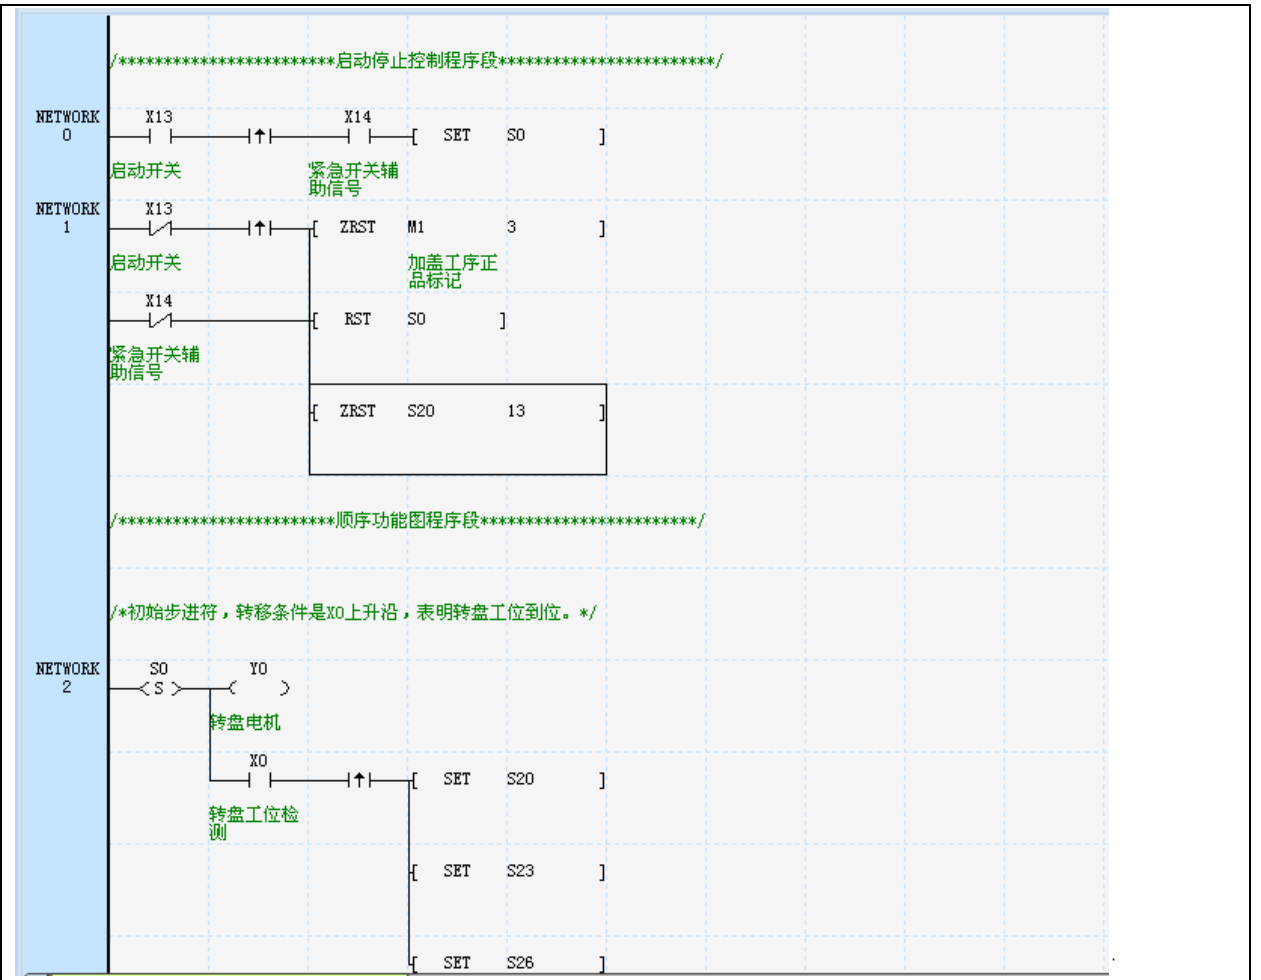 /************************启动停止控制程序段************************/
NETWORK 0
X13 X14
[ SET S0 ]
启动开关
紧急开关辅
助信号
NETWORK 1
X13
[ ZRST M1 3 ]
启动开关
加盖工序正
品标记
X14
[ RST S0 ]
紧急开关辅
助信号
[ ZRST S20 13 ]
/************************顺序功能图程序段************************/
/*初始步进符，转移条件是X0上升沿，表明转盘工位到位。*/
NETWORK 2
S0 Y0
S
转盘电机
X0
[ SET S20 ]
转盘工位检
测
[ SET S23 ]
[ SET S26 ]